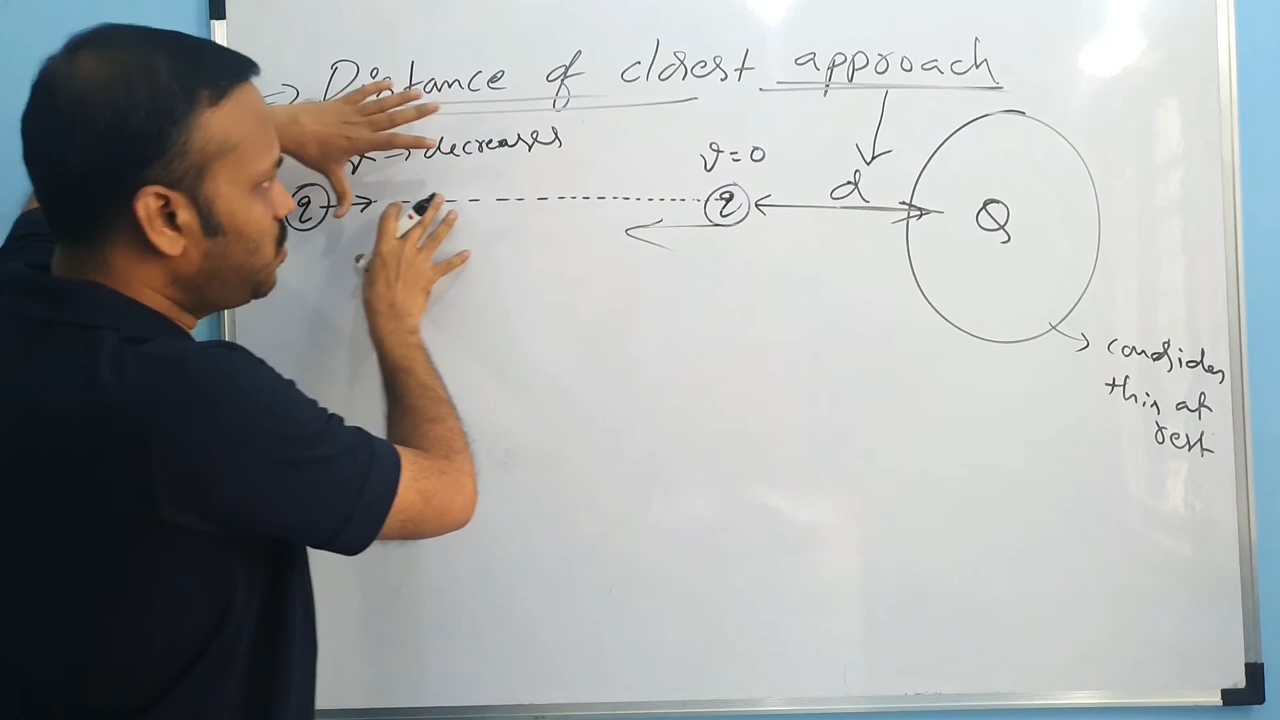 => Distance of closest approach
v → decreases
v = 0
q → q d Q
consider
this at
rest